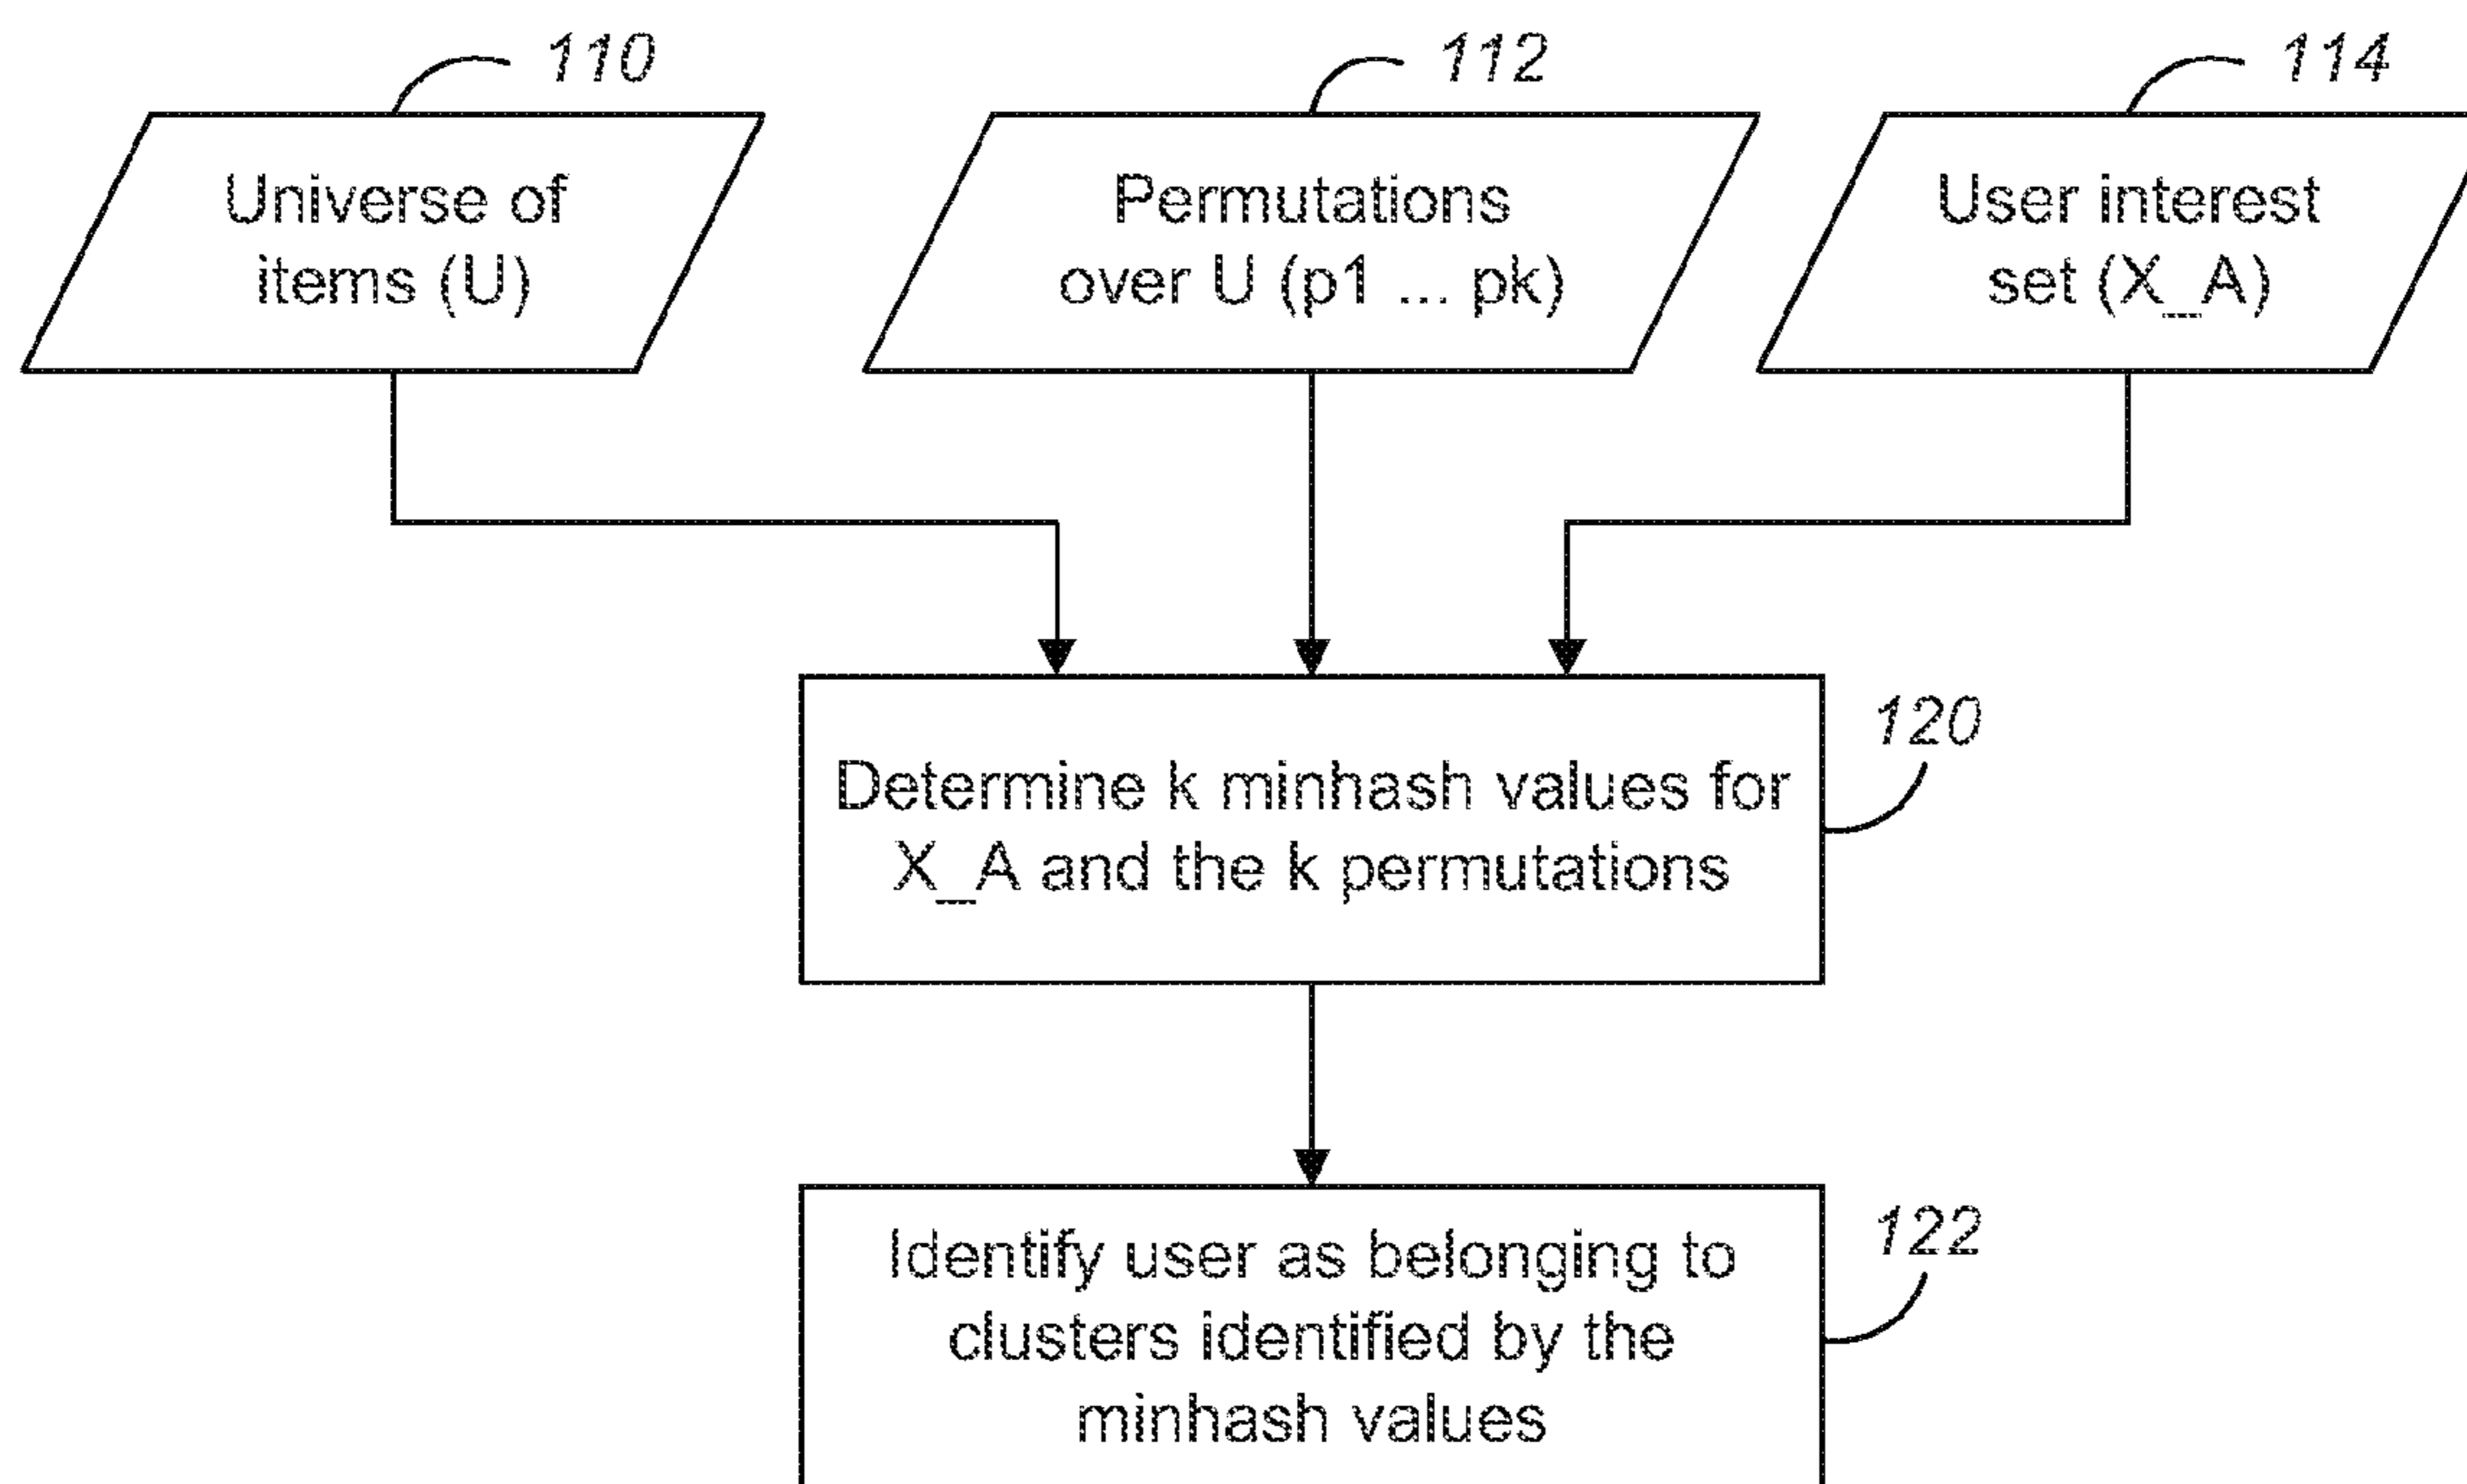 110
112
114
Universe of
items (U)
Permutations
over U (p1 ... pk)
User interest
set (X_A)
120
Determine k minhash values for
X_A and the k permutations
122
Identify user as belonging to
clusters identified by the
minhash values